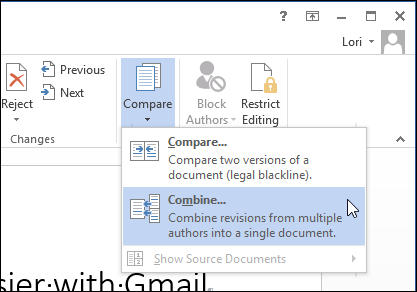 ?
Lori
Previous
Next
Reject
Changes
Compare
Block
Authors
Restrict
Editing
Compare...
Compare two versions of a
document (legal blackline).
Combine...
Combine revisions from multiple
authors into a single document.
Show Source Documents
sier·with·Gmail